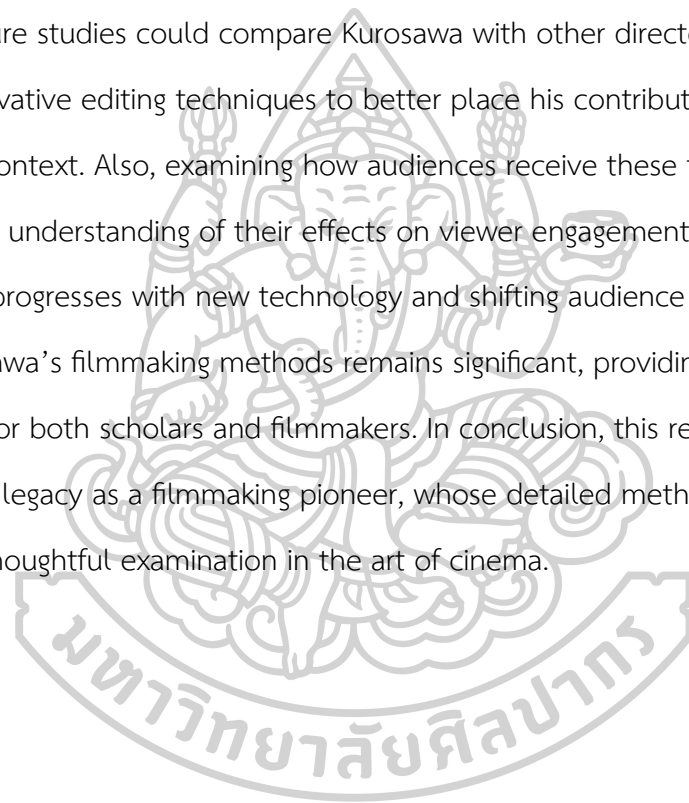 ure studies could compare Kurosawa with other direct
vative editing techniques to better place his contribut
ontext. Also, examining how audiences receive these
understanding of their effects on viewer engagement
progresses with new technology and shifting audience
awa’s filmmaking methods remains significant, providin
or both scholars and filmmakers. In conclusion, this re
legacy as a filmmaking pioneer, whose detailed meth
houghtful examination in the art of cinema.
มหาวิทยาลัยศิลปากร